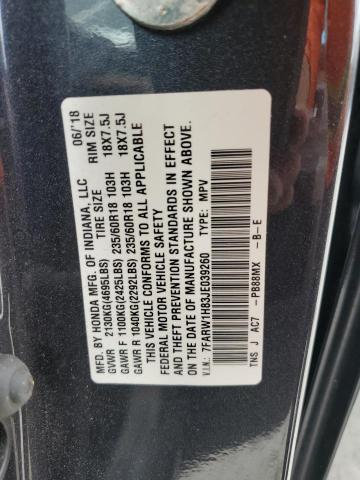 MFD. BY HONDA MFG. OF INDIANA, LLC 06/'18
GVWR 2130KG(4695LBS) TIRE SIZE RIM SIZE
GAWR F 1100KG(2425LBS) 235/60R18 103H 18X7.5J
GAWR R 1040KG(2292LBS) 235/60R18 103H 18X7.5J
THIS VEHICLE CONFORMS TO ALL APPLICABLE
FEDERAL MOTOR VEHICLE SAFETY
AND THEFT PREVENTION STANDARDS IN EFFECT
ON THE DATE OF MANUFACTURE SHOWN ABOVE.
V.I.N.: 7FARW1H83JE039260 TYPE: MPV
TNS J AC7 -PB88MX -B-E